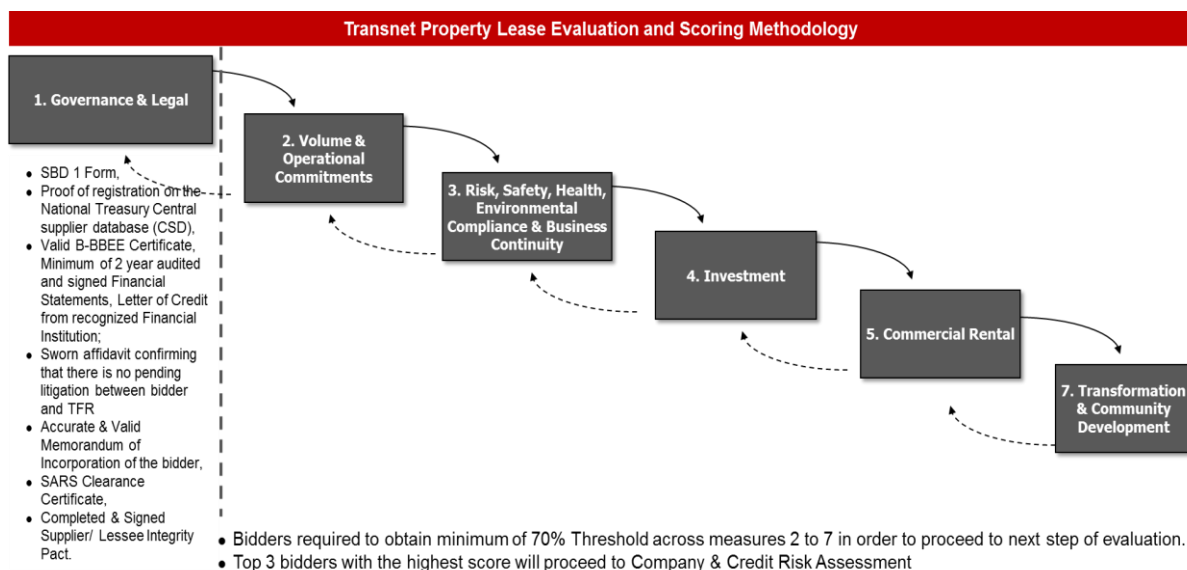 Transnet Property Lease Evaluation and Scoring Methodology
1. Governance & Legal
2. Volume &
Operational
Commitments
3. Risk, Safety, Health,
Environmental
Compliance & Business
Continuity
4. Investment
5. Commercial Rental
7. Transformation
& Community
Development
• SBD 1 Form,
• Proof of registration on the
National Treasury Central
supplier database (CSD),
• Valid B-BBEE Certificate,
Minimum of 2 year audited
and signed Financial
Statements, Letter of Credit
from recognized Financial
Institution;
• Sworn affidavit confirming
that there is no pending
litigation between bidder
and TFR
• Accurate & Valid
Memorandum of
Incorporation of the bidder,
• SARS Clearance
Certificate,
• Completed & Signed
Supplier/ Lessee Integrity
Pact.
• Bidders required to obtain minimum of 70% Threshold across measures 2 to 7 in order to proceed to next step of evaluation.
• Top 3 bidders with the highest score will proceed to Company & Credit Risk Assessment